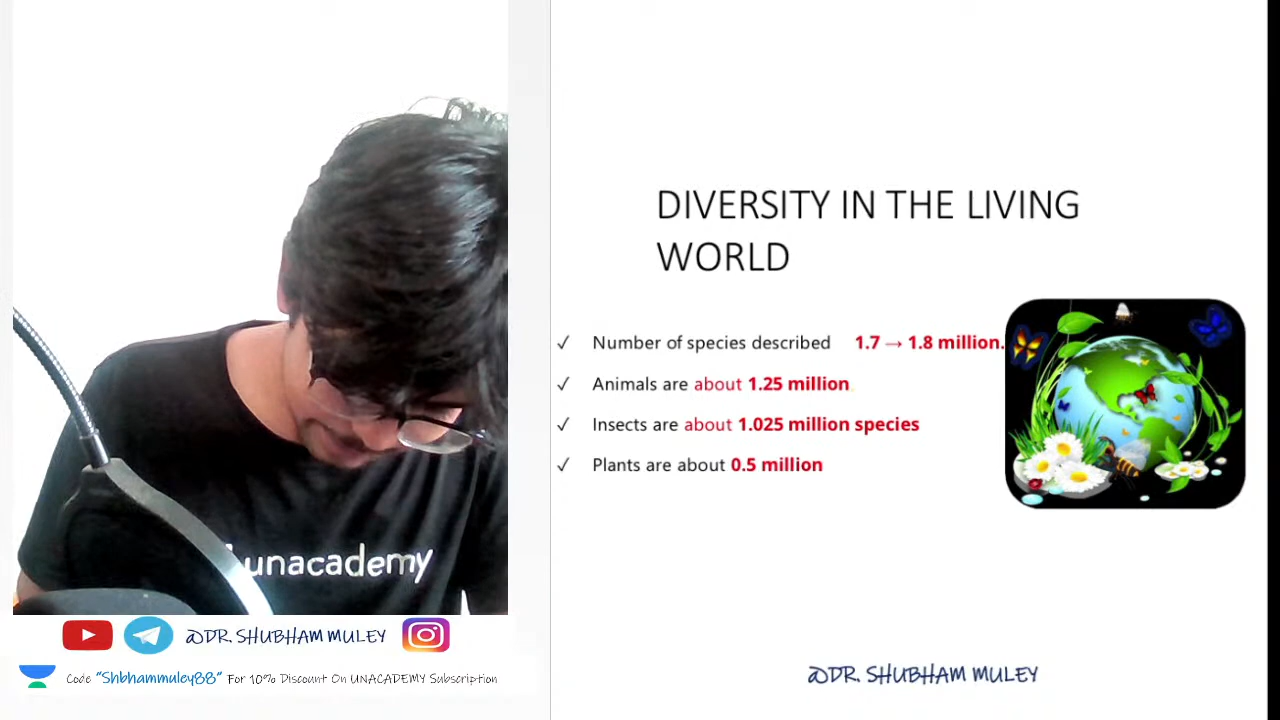 DIVERSITY IN THE LIVING
WORLD
✓ Number of species described 1.7 → 1.8 million.
✓ Animals are about 1.25 million
✓ Insects are about 1.025 million species
✓ Plants are about 0.5 million
unacademy
@DR. SHUBHAM MULEY
Code "Shbhammuley88" For 10% Discount On UNACADEMY Subscription
@DR. SHUBHAM MULEY